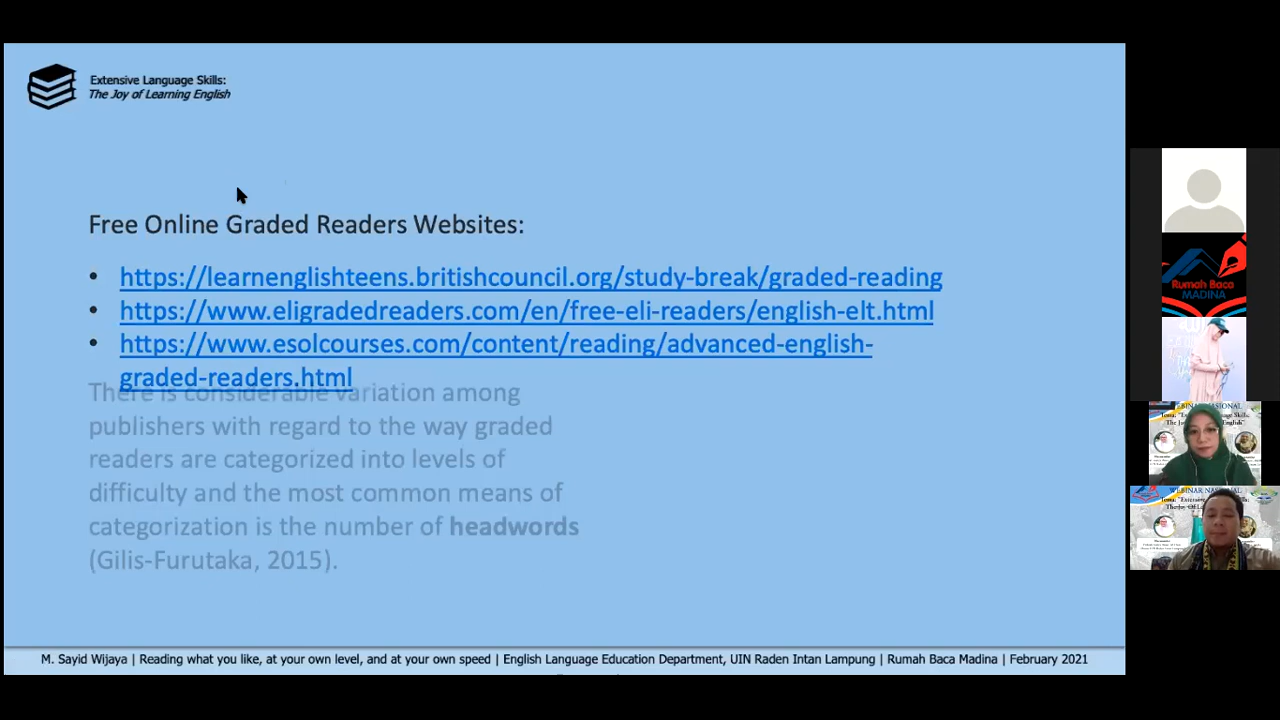 Extensive Language Skills:
The Joy of Learning English
Free Online Graded Readers Websites:
• https://learnenglishteens.britishcouncil.org/study-break/graded-reading
• https://www.eligradedreaders.com/en/free-eli-readers/english-elt.html
• https://www.esolcourses.com/content/reading/advanced-english-
graded-readers.html
There is considerable variation among
publishers with regard to the way graded
readers are categorized into levels of
difficulty and the most common means of
categorization is the number of headwords
(Gilis-Furutaka, 2015).
M. Sayid Wijaya | Reading what you like, at your own level, and at your own speed | English Language Education Department, UIN Raden Intan Lampung | Rumah Baca Madina | February 2021
Rumah Baca
MADINA
WEBINAR NASIONAL
WEBINAR NASIONAL